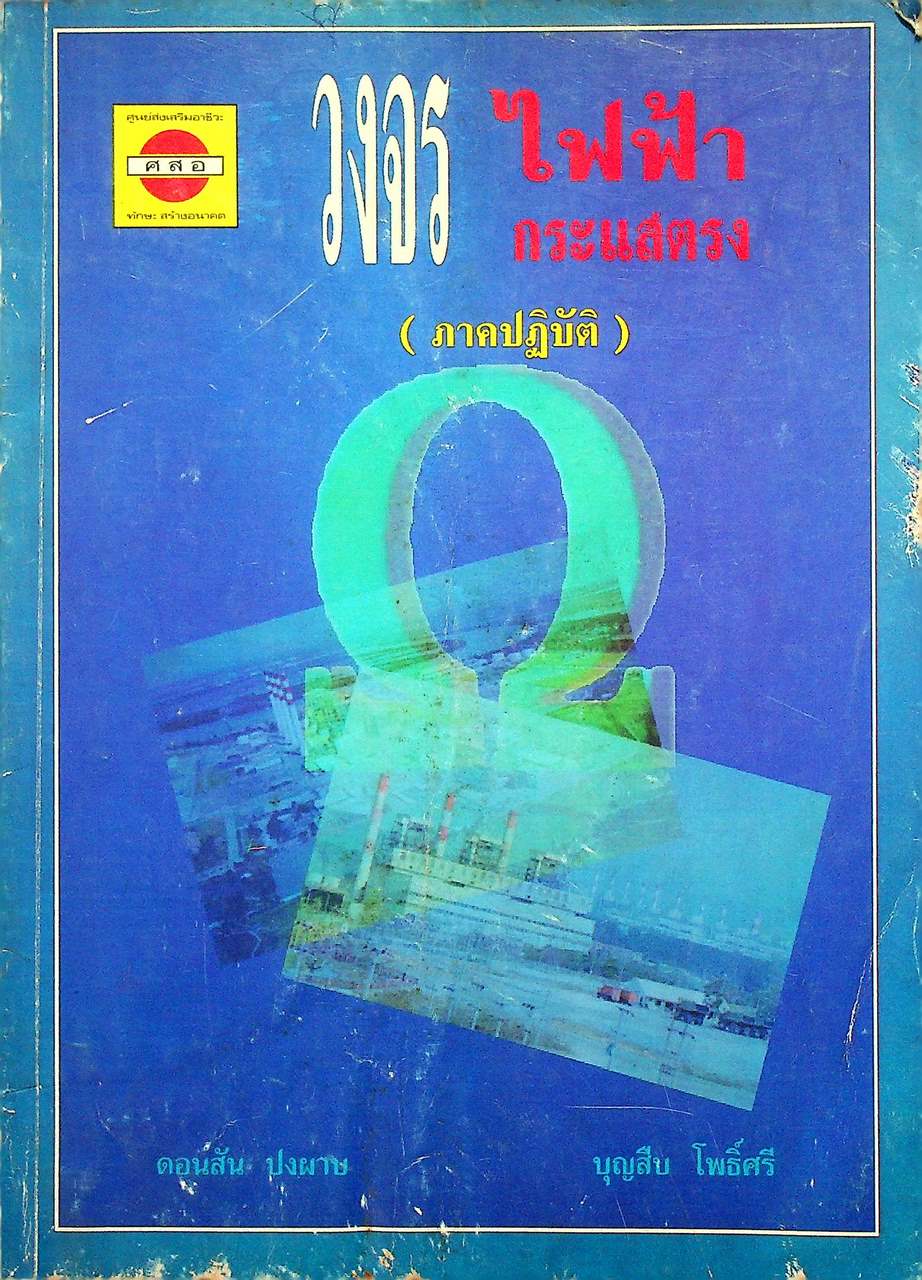 ศูนย์ส่งเสริมอาชีวะ
ศ ส อ
ทักษะ สร้างอนาคต
วงจร ไฟฟ้า
กระแสตรง
( ภาคปฏิบัติ )
ดอนสัน ปงผาบ บุญสืบ โพธิ์ศรี